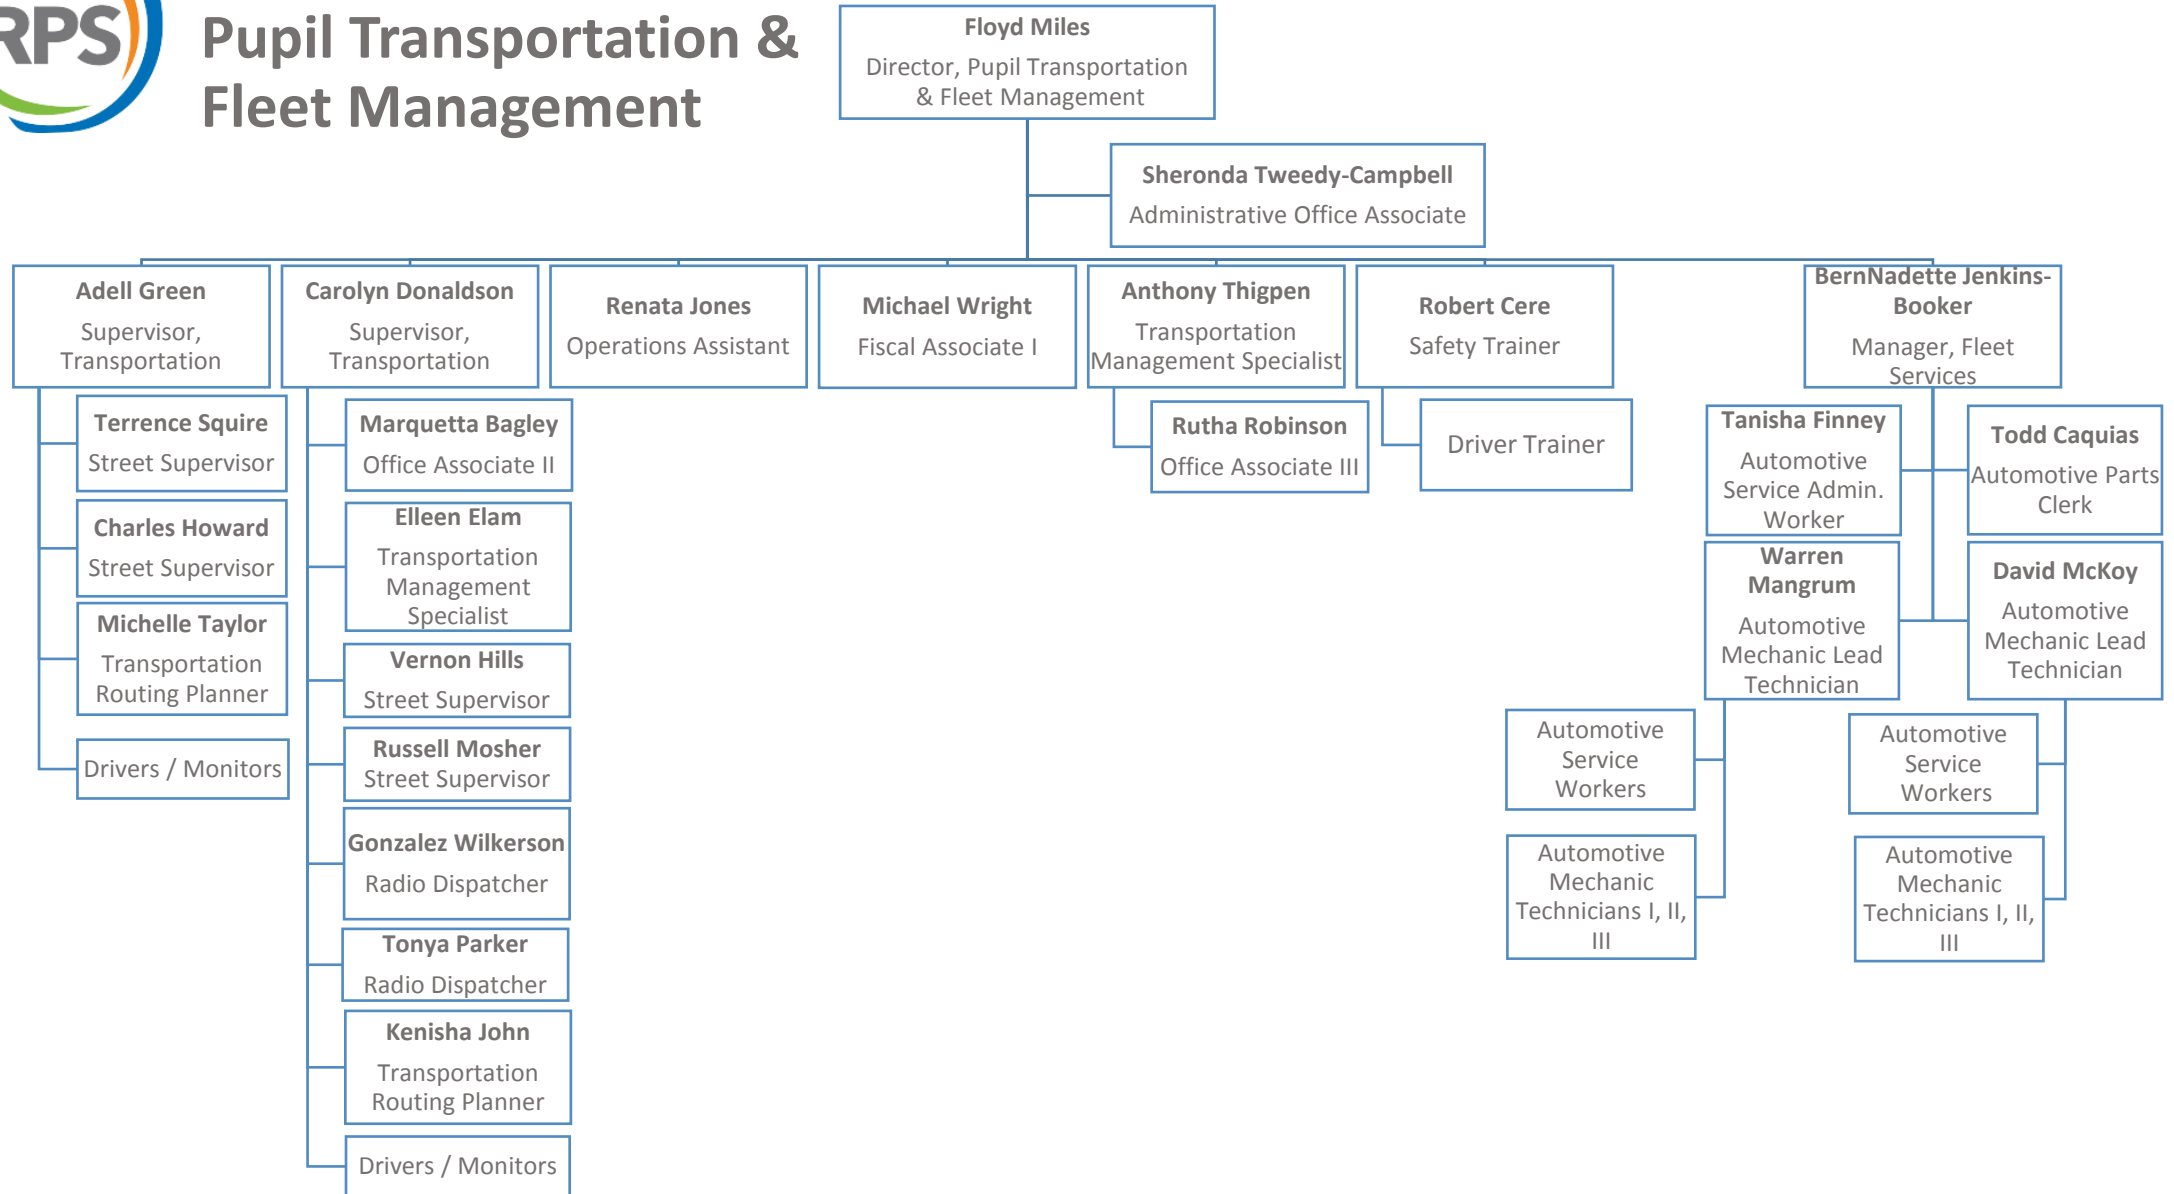 RPS
Pupil Transportation &
Fleet Management
Floyd Miles
Director, Pupil Transportation
& Fleet Management
Sheronda Tweedy-Campbell
Administrative Office Associate
Adell Green
Supervisor,
Transportation
Carolyn Donaldson
Supervisor,
Transportation
Renata Jones
Operations Assistant
Michael Wright
Fiscal Associate I
Anthony Thigpen
Transportation
Management Specialist
Robert Cere
Safety Trainer
BernNadette Jenkins-
Booker
Manager, Fleet
Services
Terrence Squire
Street Supervisor
Charles Howard
Street Supervisor
Michelle Taylor
Transportation
Routing Planner
Drivers / Monitors
Marquetta Bagley
Office Associate II
Elleen Elam
Transportation
Management
Specialist
Vernon Hills
Street Supervisor
Russell Mosher
Street Supervisor
Gonzalez Wilkerson
Radio Dispatcher
Tonya Parker
Radio Dispatcher
Kenisha John
Transportation
Routing Planner
Drivers / Monitors
Rutha Robinson
Office Associate III
Driver Trainer
Tanisha Finney
Automotive
Service Admin.
Worker
Todd Caquias
Automotive Parts
Clerk
Warren
Mangrum
Automotive
Mechanic Lead
Technician
David McKoy
Automotive
Mechanic Lead
Technician
Automotive
Service
Workers
Automotive
Mechanic
Technicians I, II,
III
Automotive
Service
Workers
Automotive
Mechanic
Technicians I, II,
III